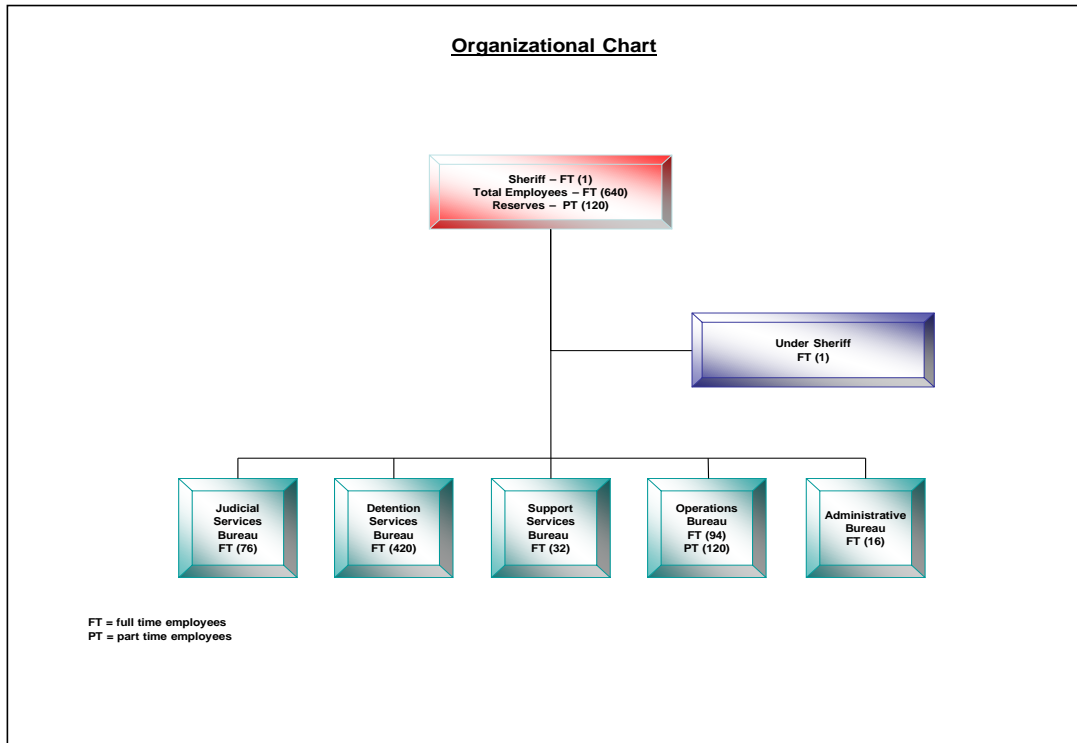 Organizational Chart
Sheriff – FT (1)
Total Employees – FT (640)
Reserves – PT (120)
Under Sheriff
FT (1)
Judicial
Services
Bureau
FT (76)
Detention
Services
Bureau
FT (420)
Support
Services
Bureau
FT (32)
Operations
Bureau
FT (94)
PT (120)
Administrative
Bureau
FT (16)
FT = full time employees
PT = part time employees